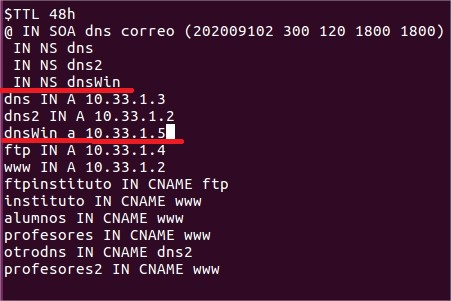 $TTL 48h
@ IN SOA dns correo (202009102 300 120 1800 1800)
IN NS dns
IN NS dns2
IN NS dnsWin
dns IN A 10.33.1.3
dns2 IN A 10.33.1.2
dnsWin a 10.33.1.5
ftp IN A 10.33.1.4
www IN A 10.33.1.2
ftpinstituto IN CNAME ftp
instituto IN CNAME www
alumnos IN CNAME www
profesores IN CNAME www
otrodns IN CNAME dns2
profesores2 IN CNAME www